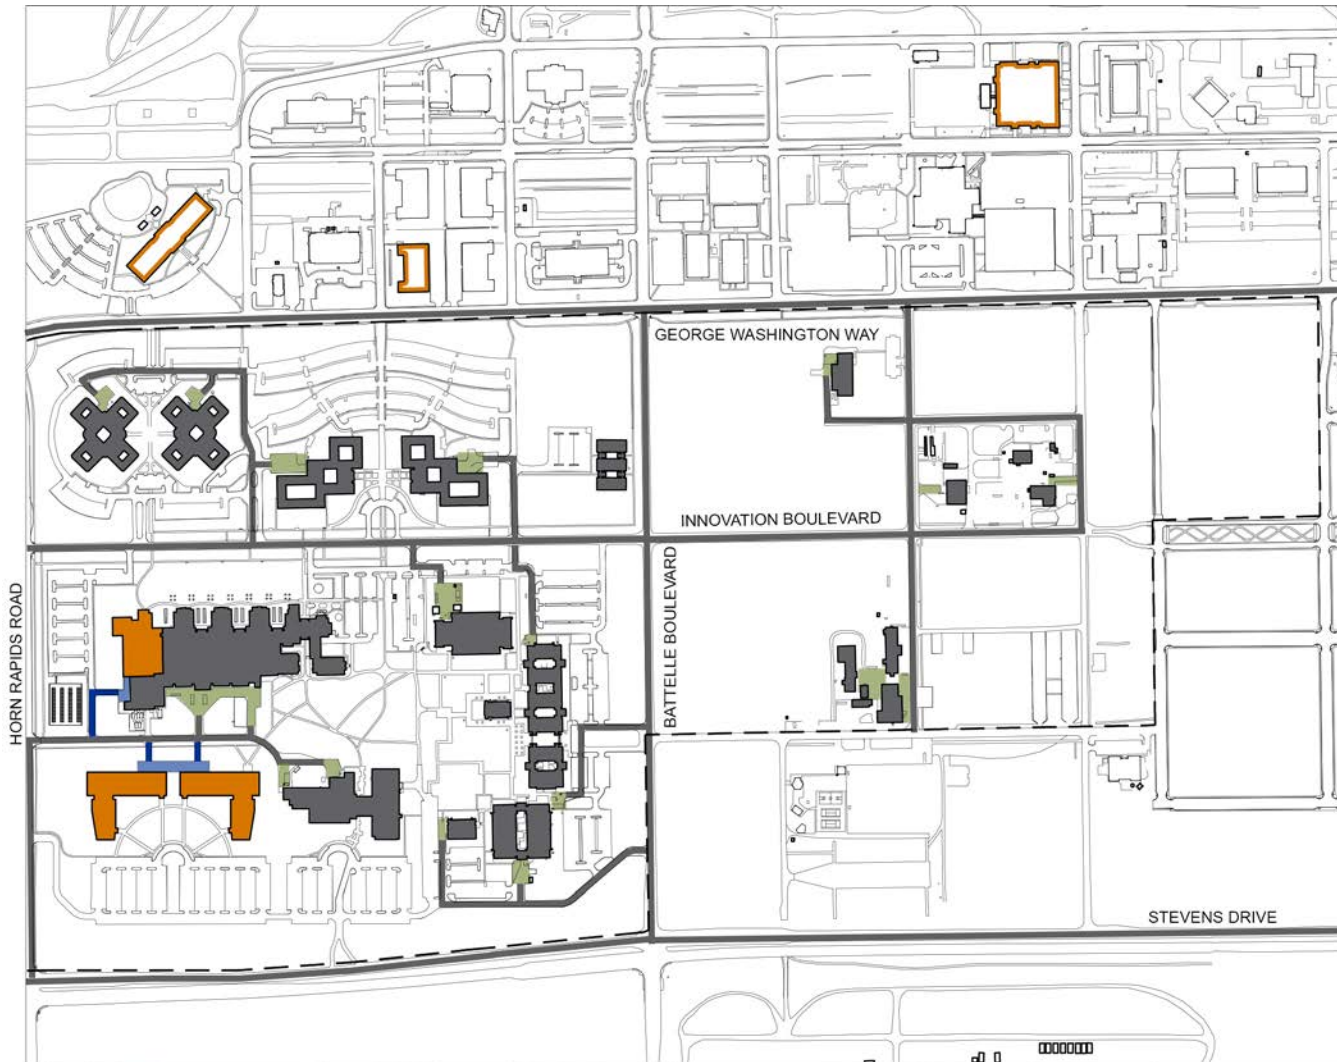 GEORGE WASHINGTON WAY
INNOVATION BOULEVARD
HORN RAPIDS ROAD
BATTELLE BOULEVARD
STEVENS DRIVE